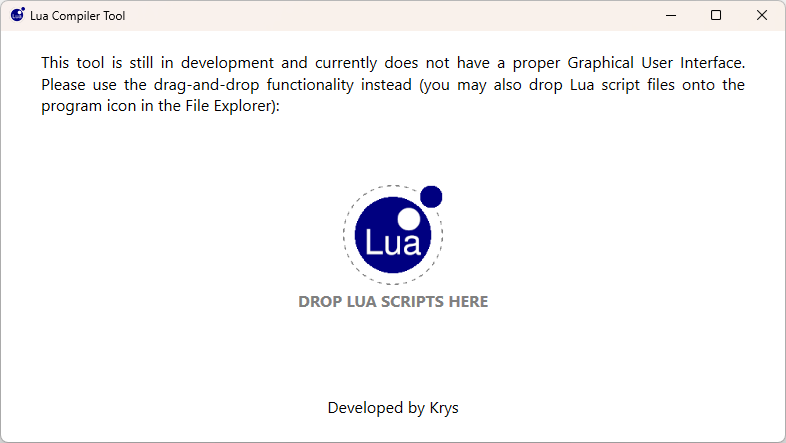 Lua Compiler Tool
This tool is still in development and currently does not have a proper Graphical User Interface.
Please use the drag-and-drop functionality instead (you may also drop Lua script files onto the
program icon in the File Explorer):
Lua
DROP LUA SCRIPTS HERE
Developed by Krys